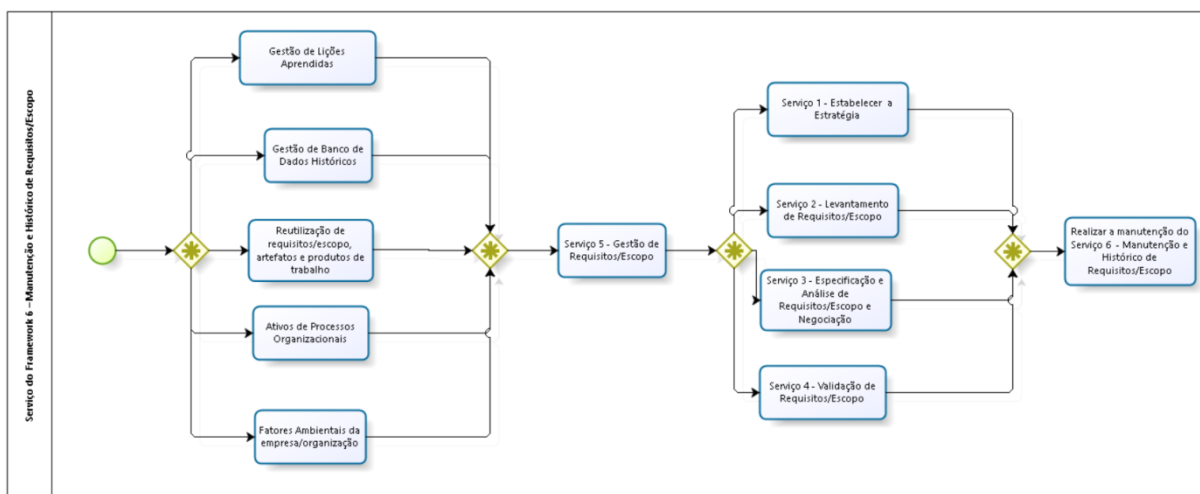 Serviço do Framework 6 – Manutenção e Histórico de Requisitos/Escopo
Gestão de Lições
Aprendidas
Gestão de Banco de
Dados Históricos
Reutilização de
requisitos/escopo,
artefatos e produtos de
trabalho
Ativos de Processos
Organizacionais
Fatores Ambientais da
empresa/organização
Serviço 5 - Gestão de
Requisitos/Escopo
Serviço 1 - Estabelecer a
Estratégia
Serviço 2 - Levantamento
de Requisitos/Escopo
Serviço 3 - Especificação e
Análise de
Requisitos/Escopo e
Negociação
Serviço 4 - Validação de
Requisitos/Escopo
Realizar a manutenção do
Serviço 6 - Manutenção e
Histórico de
Requisitos/Escopo